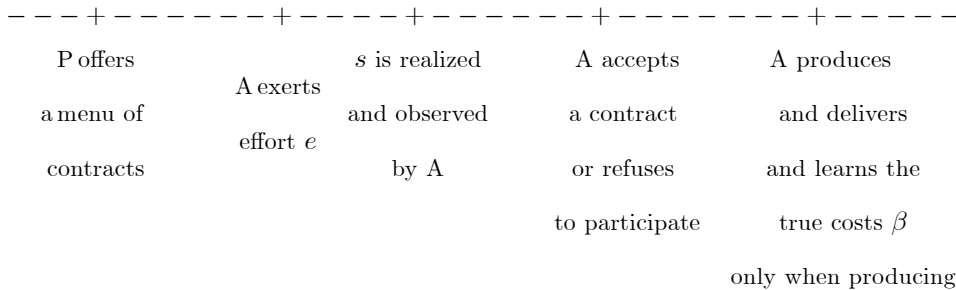 − − − + − − − − − − + − − − − + − − − − − − + − − − − − − − + − − − − −
P offers
a menu of
contracts
A exerts
effort e
s is realized
and observed
by A
A accepts
a contract
or refuses
to participate
A produces
and delivers
and learns the
true costs β
only when producing